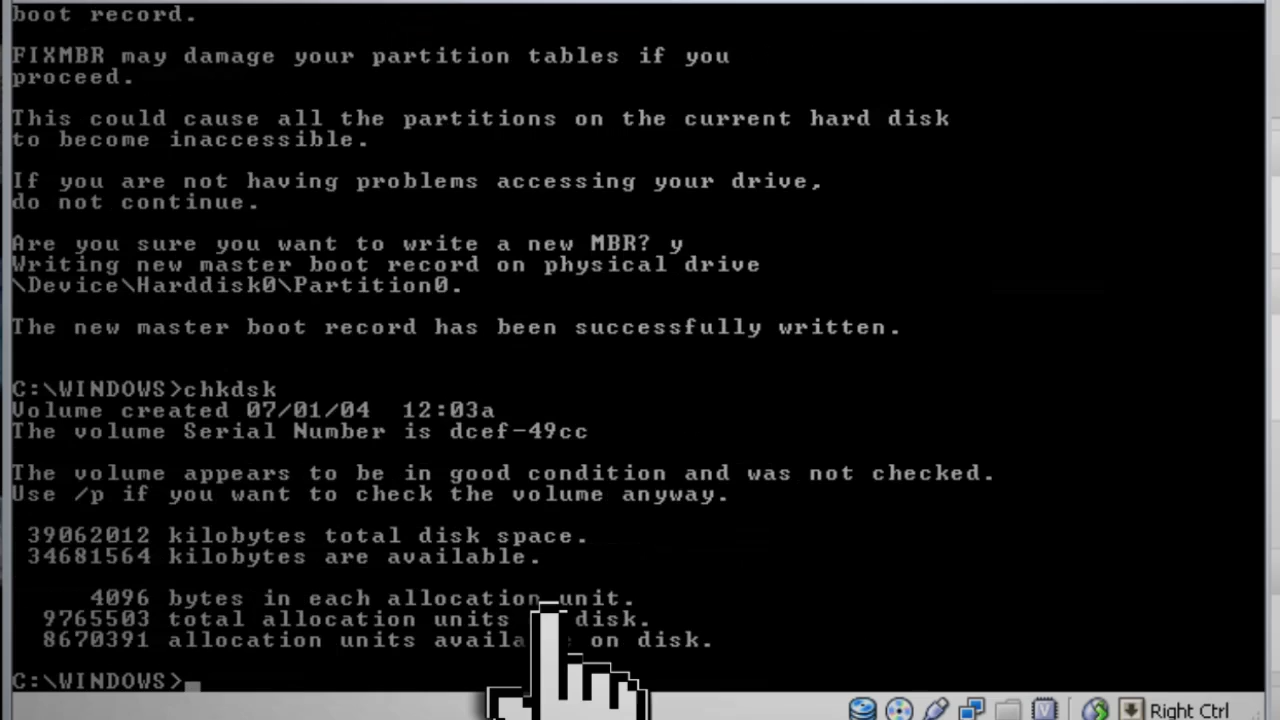 boot record.
FIXMBR may damage your partition tables if you
proceed.
This could cause all the partitions on the current hard disk
to become inaccessible.
If you are not having problems accessing your drive,
do not continue.
Are you sure you want to write a new MBR? y
Writing new master boot record on physical drive
\Device\Harddisk0\Partition0.
The new master boot record has been successfully written.
C:\WINDOWS>chkdsk
Volume created 07/01/04 12:03a
The volume Serial Number is dcef-49cc
The volume appears to be in good condition and was not checked.
Use /p if you want to check the volume anyway.
39062012 kilobytes total disk space.
34681564 kilobytes are available.
4096 bytes in each allocation unit.
9765503 total allocation units disk.
8670391 allocation units on disk.
C:\WINDOWS>
Right Ctrl